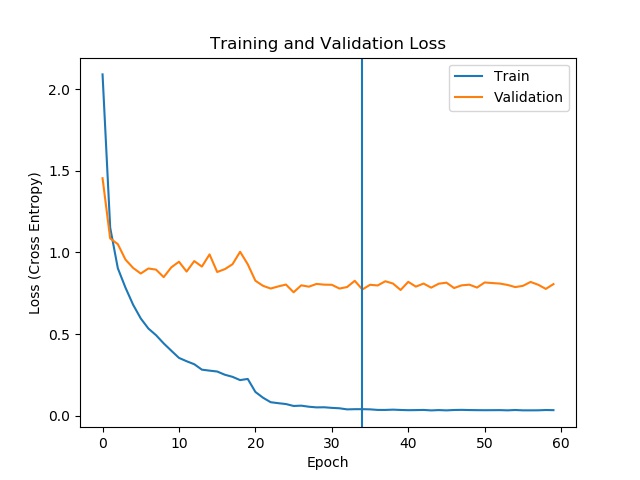 Training and Validation Loss
Train
Validation
2.0
1.5
1.0
0.5
0.0
Loss (Cross Entropy)
0 10 20 30 40 50 60
Epoch